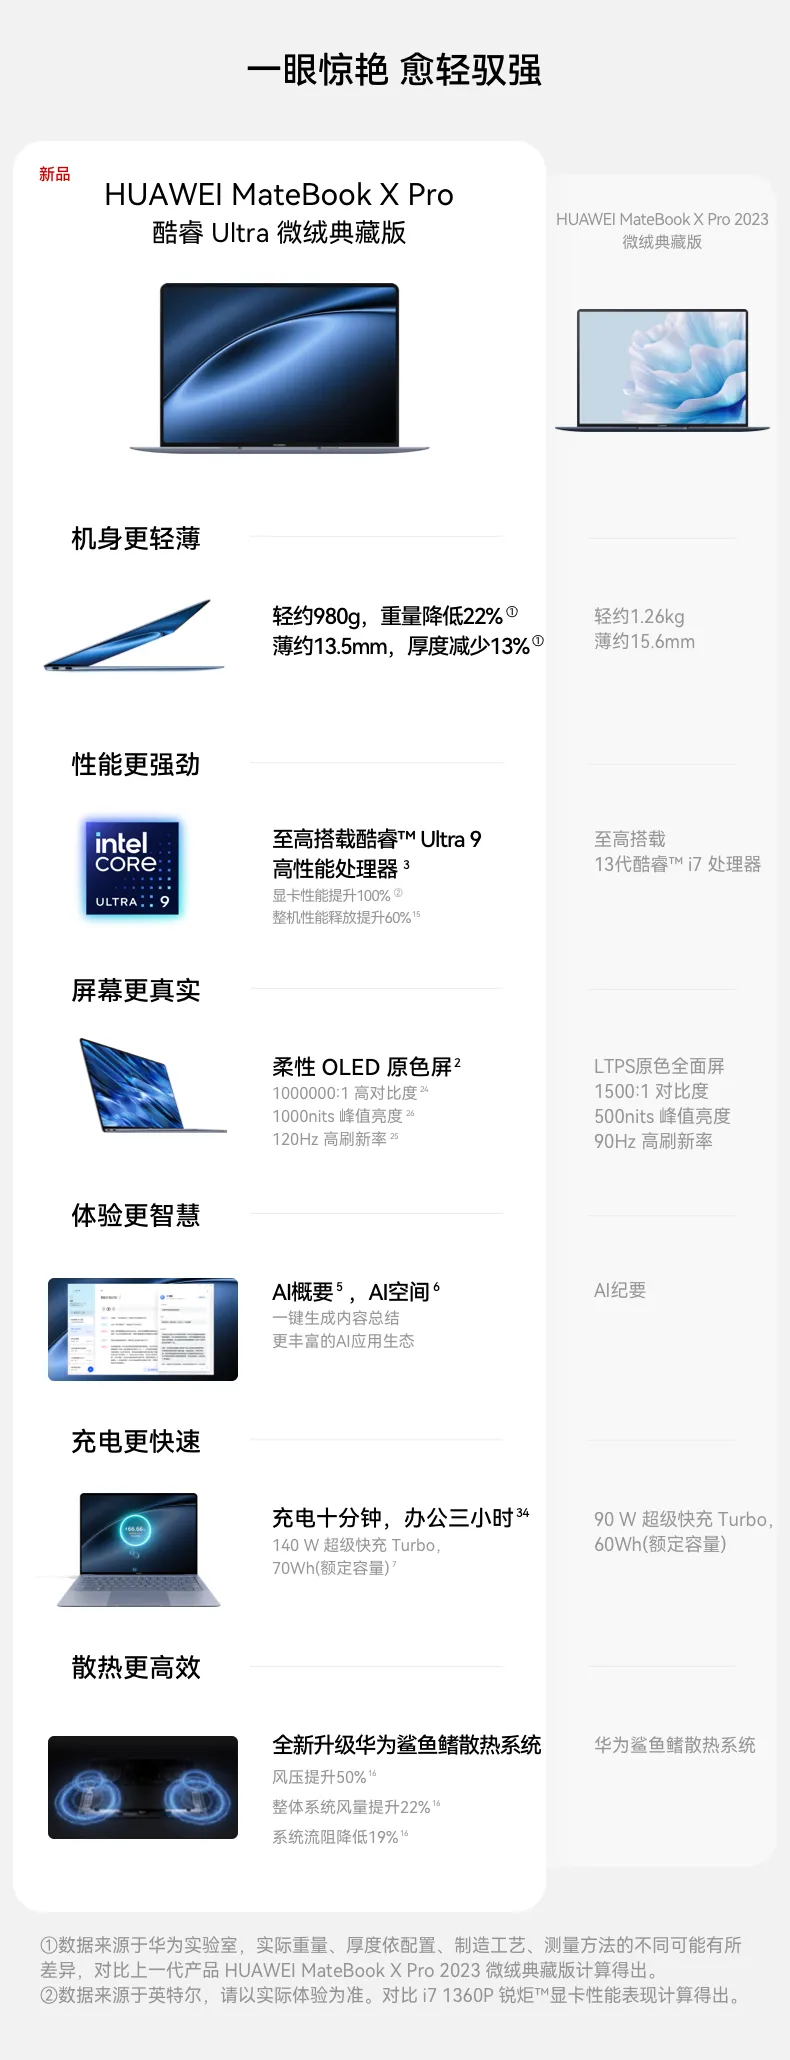 一眼惊艳 愈轻驭强
新品
HUAWEI MateBook X Pro
酷睿 Ultra 微绒典藏版
HUAWEI MateBook X Pro 2023
微绒典藏版
机身更轻薄
轻约980g，重量降低22%①
薄约13.5mm，厚度减少13%①
轻约1.26kg
薄约15.6mm
性能更强劲
intel
CORE
ULTRA 9
至高搭载酷睿™ Ultra 9
高性能处理器 3
显卡性能提升100% ②
整机性能释放提升60% 15
至高搭载
13代酷睿™ i7 处理器
屏幕更真实
柔性 OLED 原色屏 2
1000000:1 高对比度 24
1000nits 峰值亮度 26
120Hz 高刷新率 25
LTPS原色全面屏
1500:1 对比度
500nits 峰值亮度
90Hz 高刷新率
体验更智慧
AI概要 5 ，AI空间 6
一键生成内容总结
更丰富的AI应用生态
AI纪要
充电更快速
充电十分钟，办公三小时 34
140 W 超级快充 Turbo，
70Wh(额定容量) 7
90 W 超级快充 Turbo，
60Wh(额定容量)
散热更高效
全新升级华为鲨鱼鳍散热系统
风压提升50% 16
整体系统风量提升22% 16
系统流阻降低19% 16
华为鲨鱼鳍散热系统
①数据来源于华为实验室，实际重量、厚度依配置、制造工艺、测量方法的不同可能有所
差异，对比上一代产品 HUAWEI MateBook X Pro 2023 微绒典藏版计算得出。
②数据来源于英特尔，请以实际体验为准。对比 i7 1360P 锐炬™显卡性能表现计算得出。